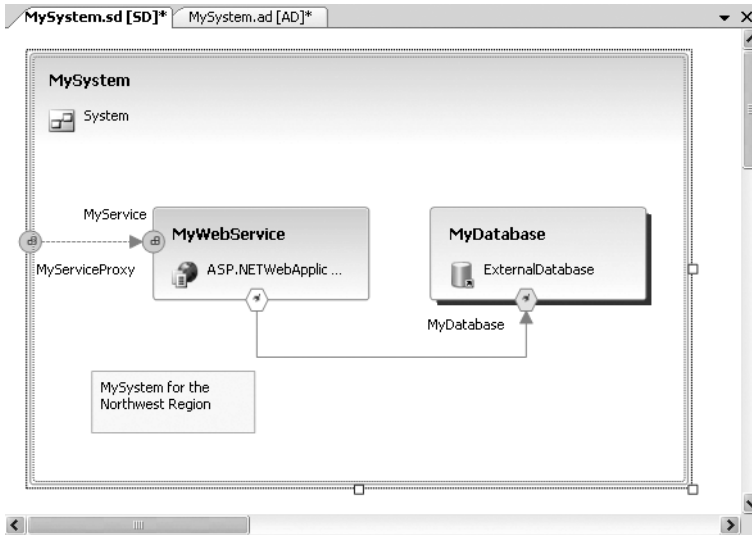 MySystem.sd [SD]* MySystem.ad [AD]*
MySystem
System
MyService
MyServiceProxy
MyWebService
ASP.NETWebApplic ...
MyDatabase
ExternalDatabase
MyDatabase
MySystem for the
Northwest Region